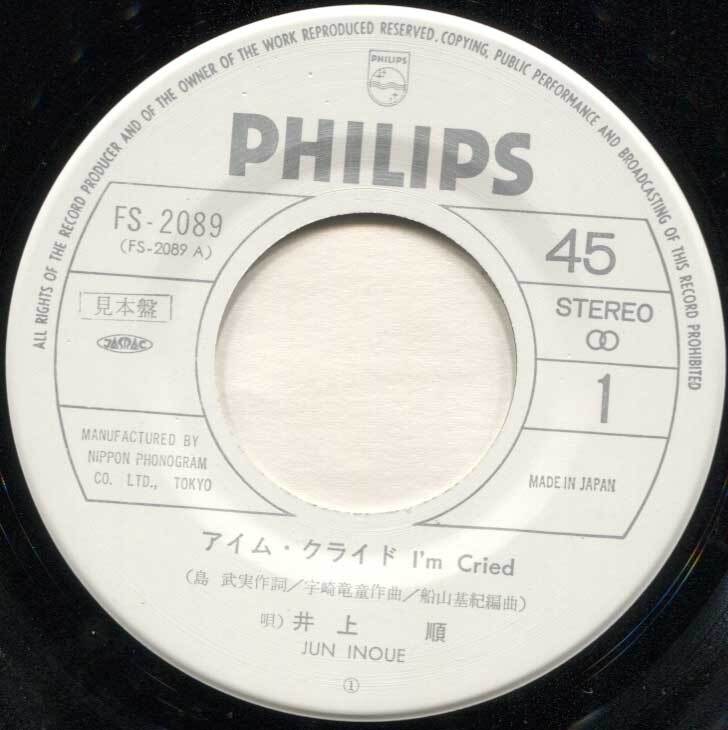 ALL RIGHTS OF THE RECORD PRODUCER AND OF THE OWNER OF THE WORK REPRODUCED RESERVED. COPYING, PUBLIC PERFORMANCE AND BROADCASTING OF THIS RECORD PROHIBITED
PHILIPS
PHILIPS
FS-2089
(FS-2089 A)
見本盤
JASRAC
MANUFACTURED BY
NIPPON PHONOGRAM
CO. LTD., TOKYO
45
STEREO
1
MADE IN JAPAN
アイム・クライド I'm Cried
(島 武実作詞/宇崎竜童作曲/船山基紀編曲)
唄) 井上 順
JUN INOUE
①